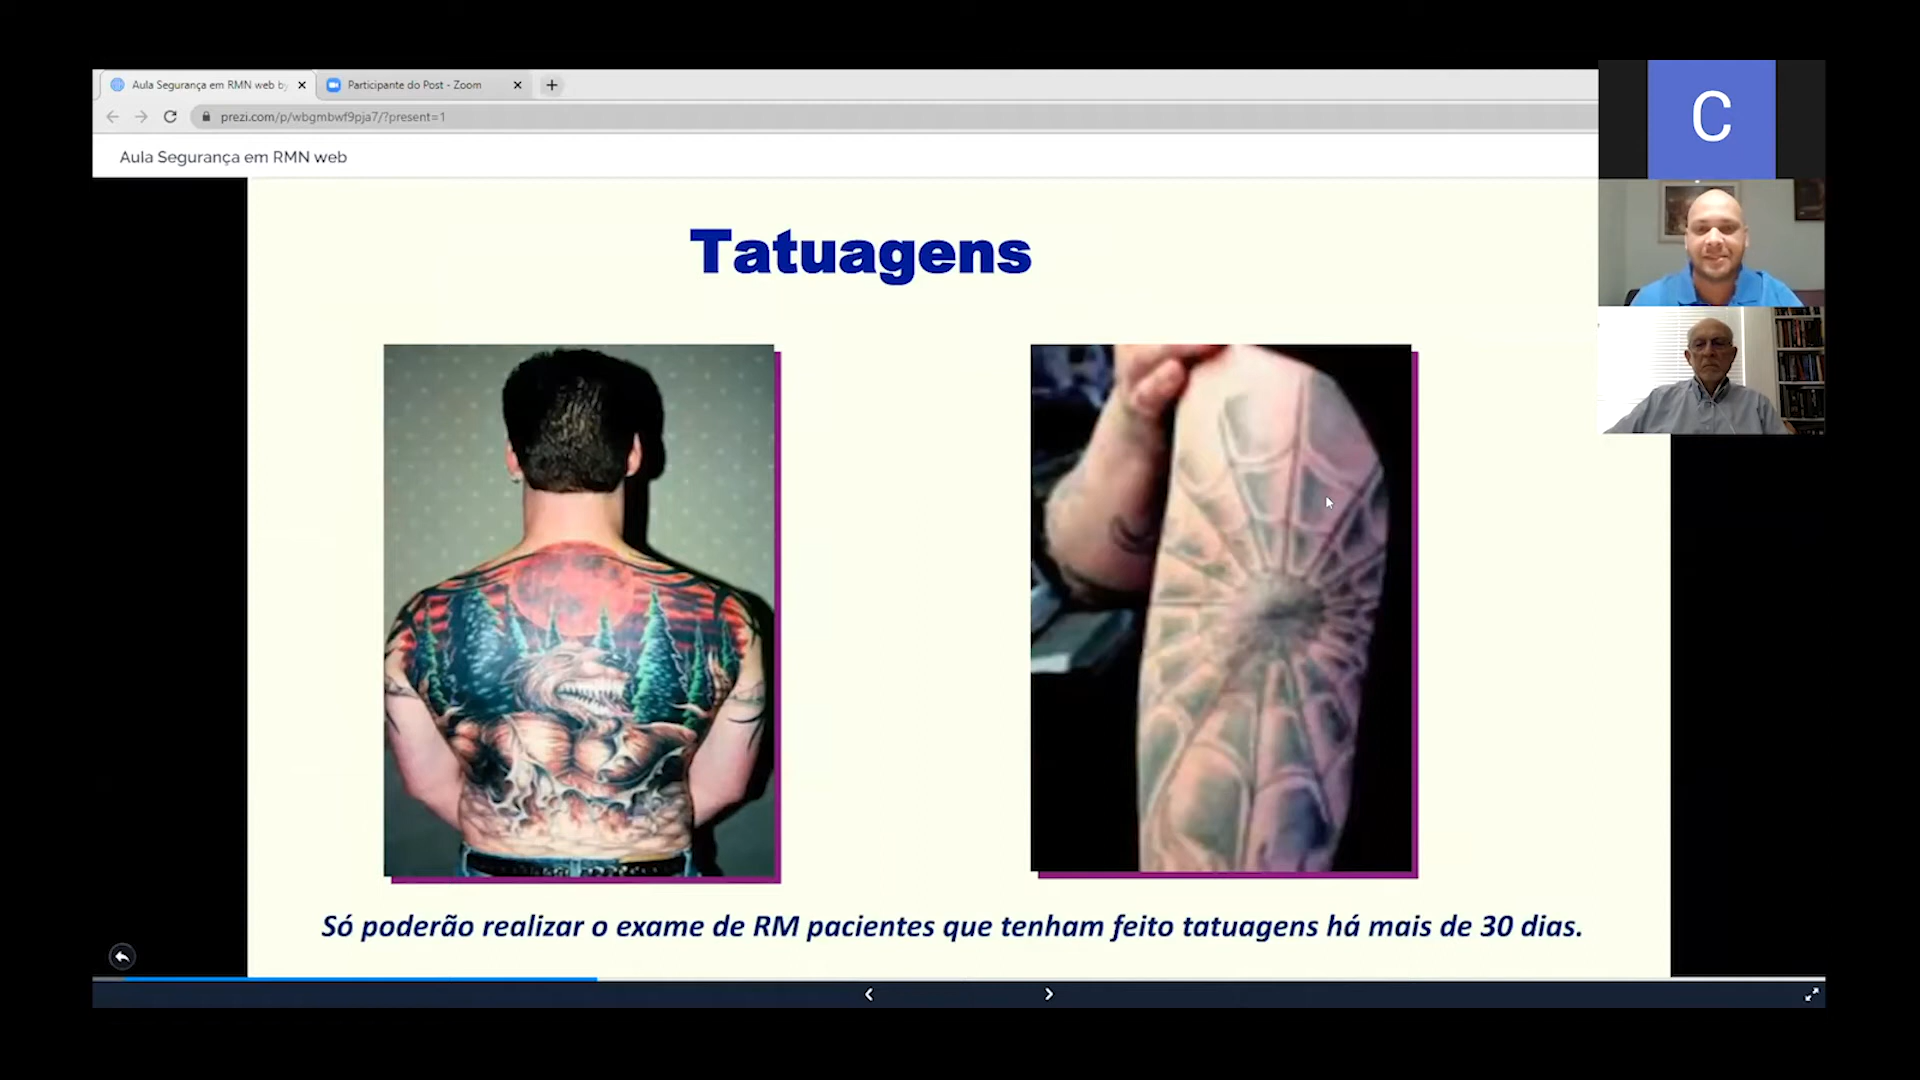 Aula Segurança em RMN web by
Participante do Post - Zoom
prezi.com/p/wbgmbwf9pja7/?present=1
Aula Segurança em RMN web
C
Tatuagens
Só poderão realizar o exame de RM pacientes que tenham feito tatuagens há mais de 30 dias.